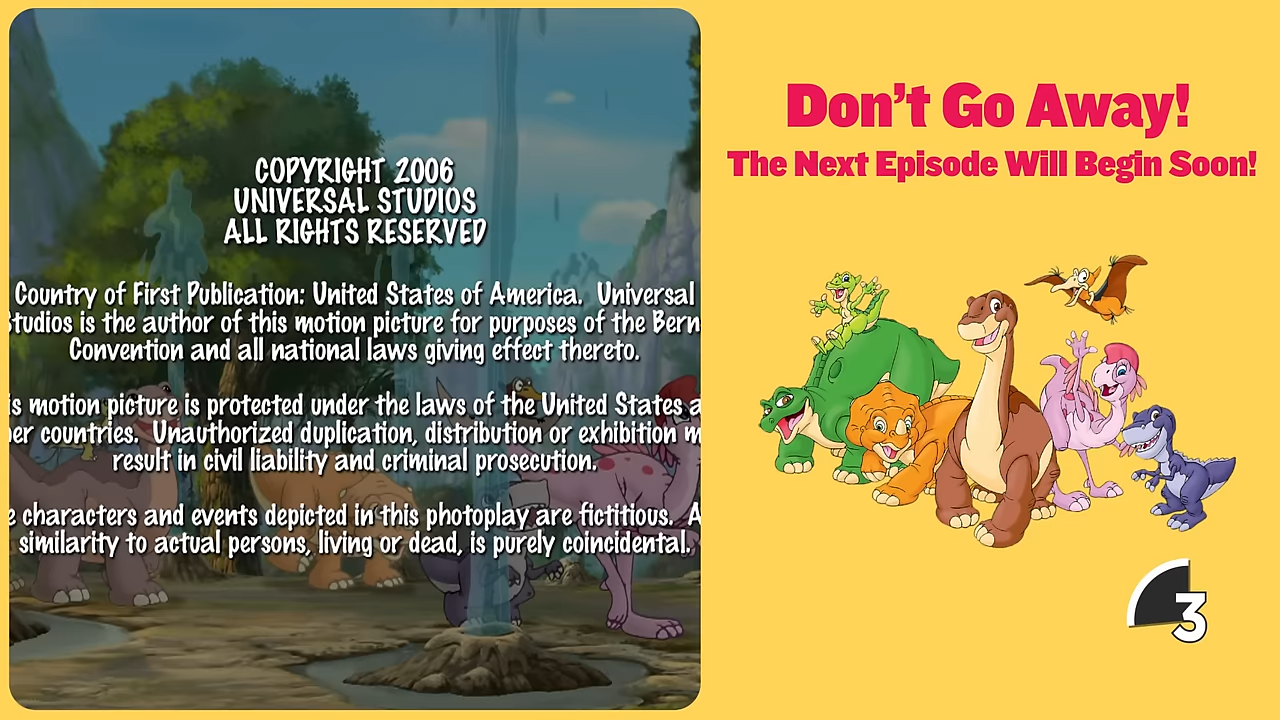 COPYRIGHT 2006
UNIVERSAL STUDIOS
ALL RIGHTS RESERVED
Country of First Publication: United States of America. Universal
Studios is the author of this motion picture for purposes of the Bern
Convention and all national laws giving effect thereto.
is motion picture is protected under the laws of the United States a
er countries. Unauthorized duplication, distribution or exhibition m
result in civil liability and criminal prosecution.
e characters and events depicted in this photoplay are fictitious. A
similarity to actual persons, living or dead, is purely coincidental.
Don't Go Away!
The Next Episode Will Begin Soon!
3